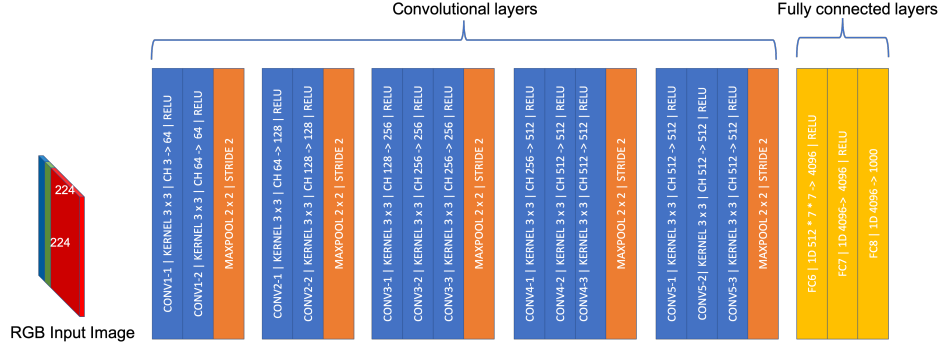 Convolutional layers
Fully connected layers
224
224
RGB Input Image
CONV1-1 | KERNEL 3 x 3 | CH 3 -> 64 | RELU
CONV1-2 | KERNEL 3 x 3 | CH 64 -> 64 | RELU
MAXPOOL 2 x 2 | STRIDE 2
CONV2-1 | KERNEL 3 x 3 | CH 64 -> 128 | RELU
CONV2-2 | KERNEL 3 x 3 | CH 128 -> 128 | RELU
MAXPOOL 2 x 2 | STRIDE 2
CONV3-1 | KERNEL 3 x 3 | CH 128 -> 256 | RELU
CONV3-2 | KERNEL 3 x 3 | CH 256 -> 256 | RELU
CONV3-3 | KERNEL 3 x 3 | CH 256 -> 256 | RELU
MAXPOOL 2 x 2 | STRIDE 2
CONV4-1 | KERNEL 3 x 3 | CH 256 -> 512 | RELU
CONV4-2 | KERNEL 3 x 3 | CH 512 -> 512 | RELU
CONV4-3 | KERNEL 3 x 3 | CH 512 -> 512 | RELU
MAXPOOL 2 x 2 | STRIDE 2
CONV5-1 | KERNEL 3 x 3 | CH 512 -> 512 | RELU
CONV5-2| KERNEL 3 x 3 | CH 512 -> 512 | RELU
CONV5-3 | KERNEL 3 x 3 | CH 512 -> 512 | RELU
MAXPOOL 2 x 2 | STRIDE 2
FC6 | 1D 512 * 7 * 7 -> 4096 | RELU
FC7 | 1D 4096-> 4096 | RELU
FC8 | 1D 4096 -> 1000